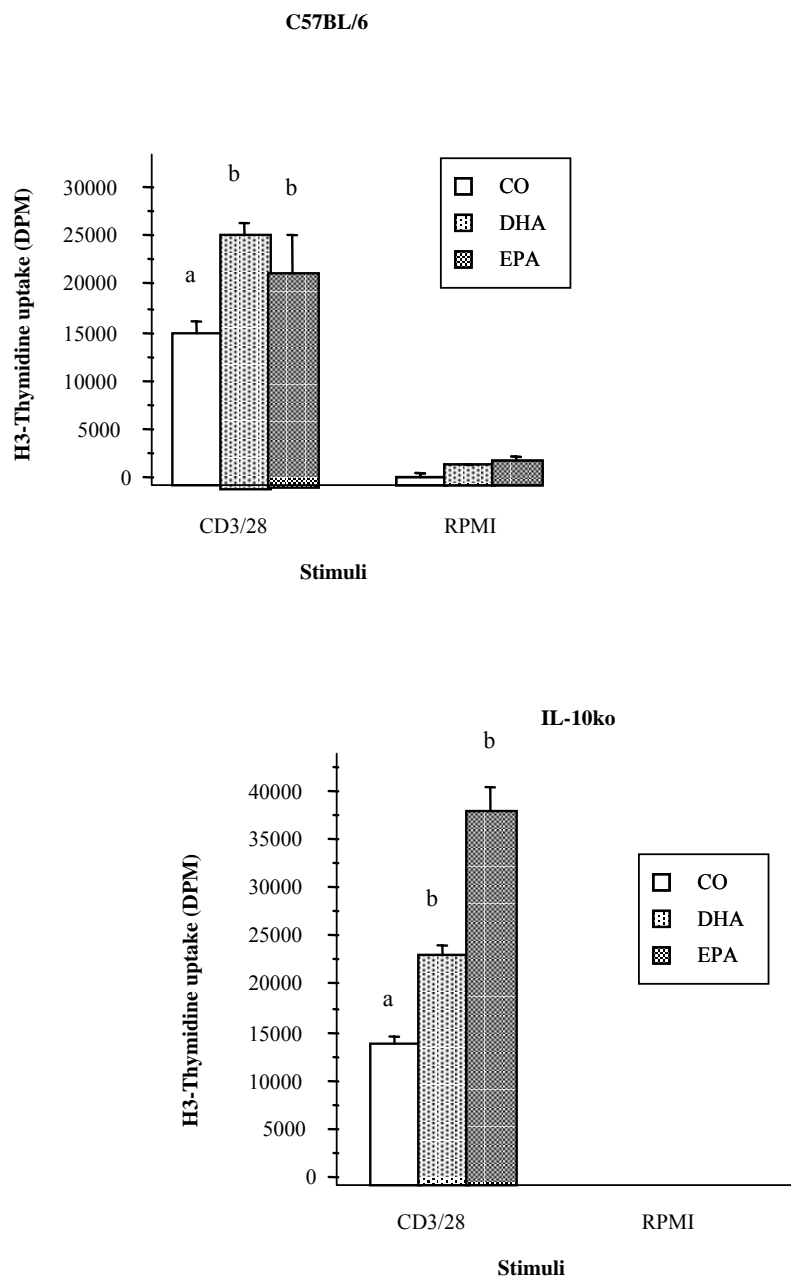 C57BL/6
H3-Thymidine uptake (DPM)
30000
25000
20000
15000
10000
5000
0
a
b
b
CO
DHA
EPA
CD3/28
RPMI
Stimuli
IL-10ko
H3-Thymidine uptake (DPM)
40000
35000
30000
25000
20000
15000
10000
5000
0
a
b
b
CO
DHA
EPA
CD3/28
RPMI
Stimuli